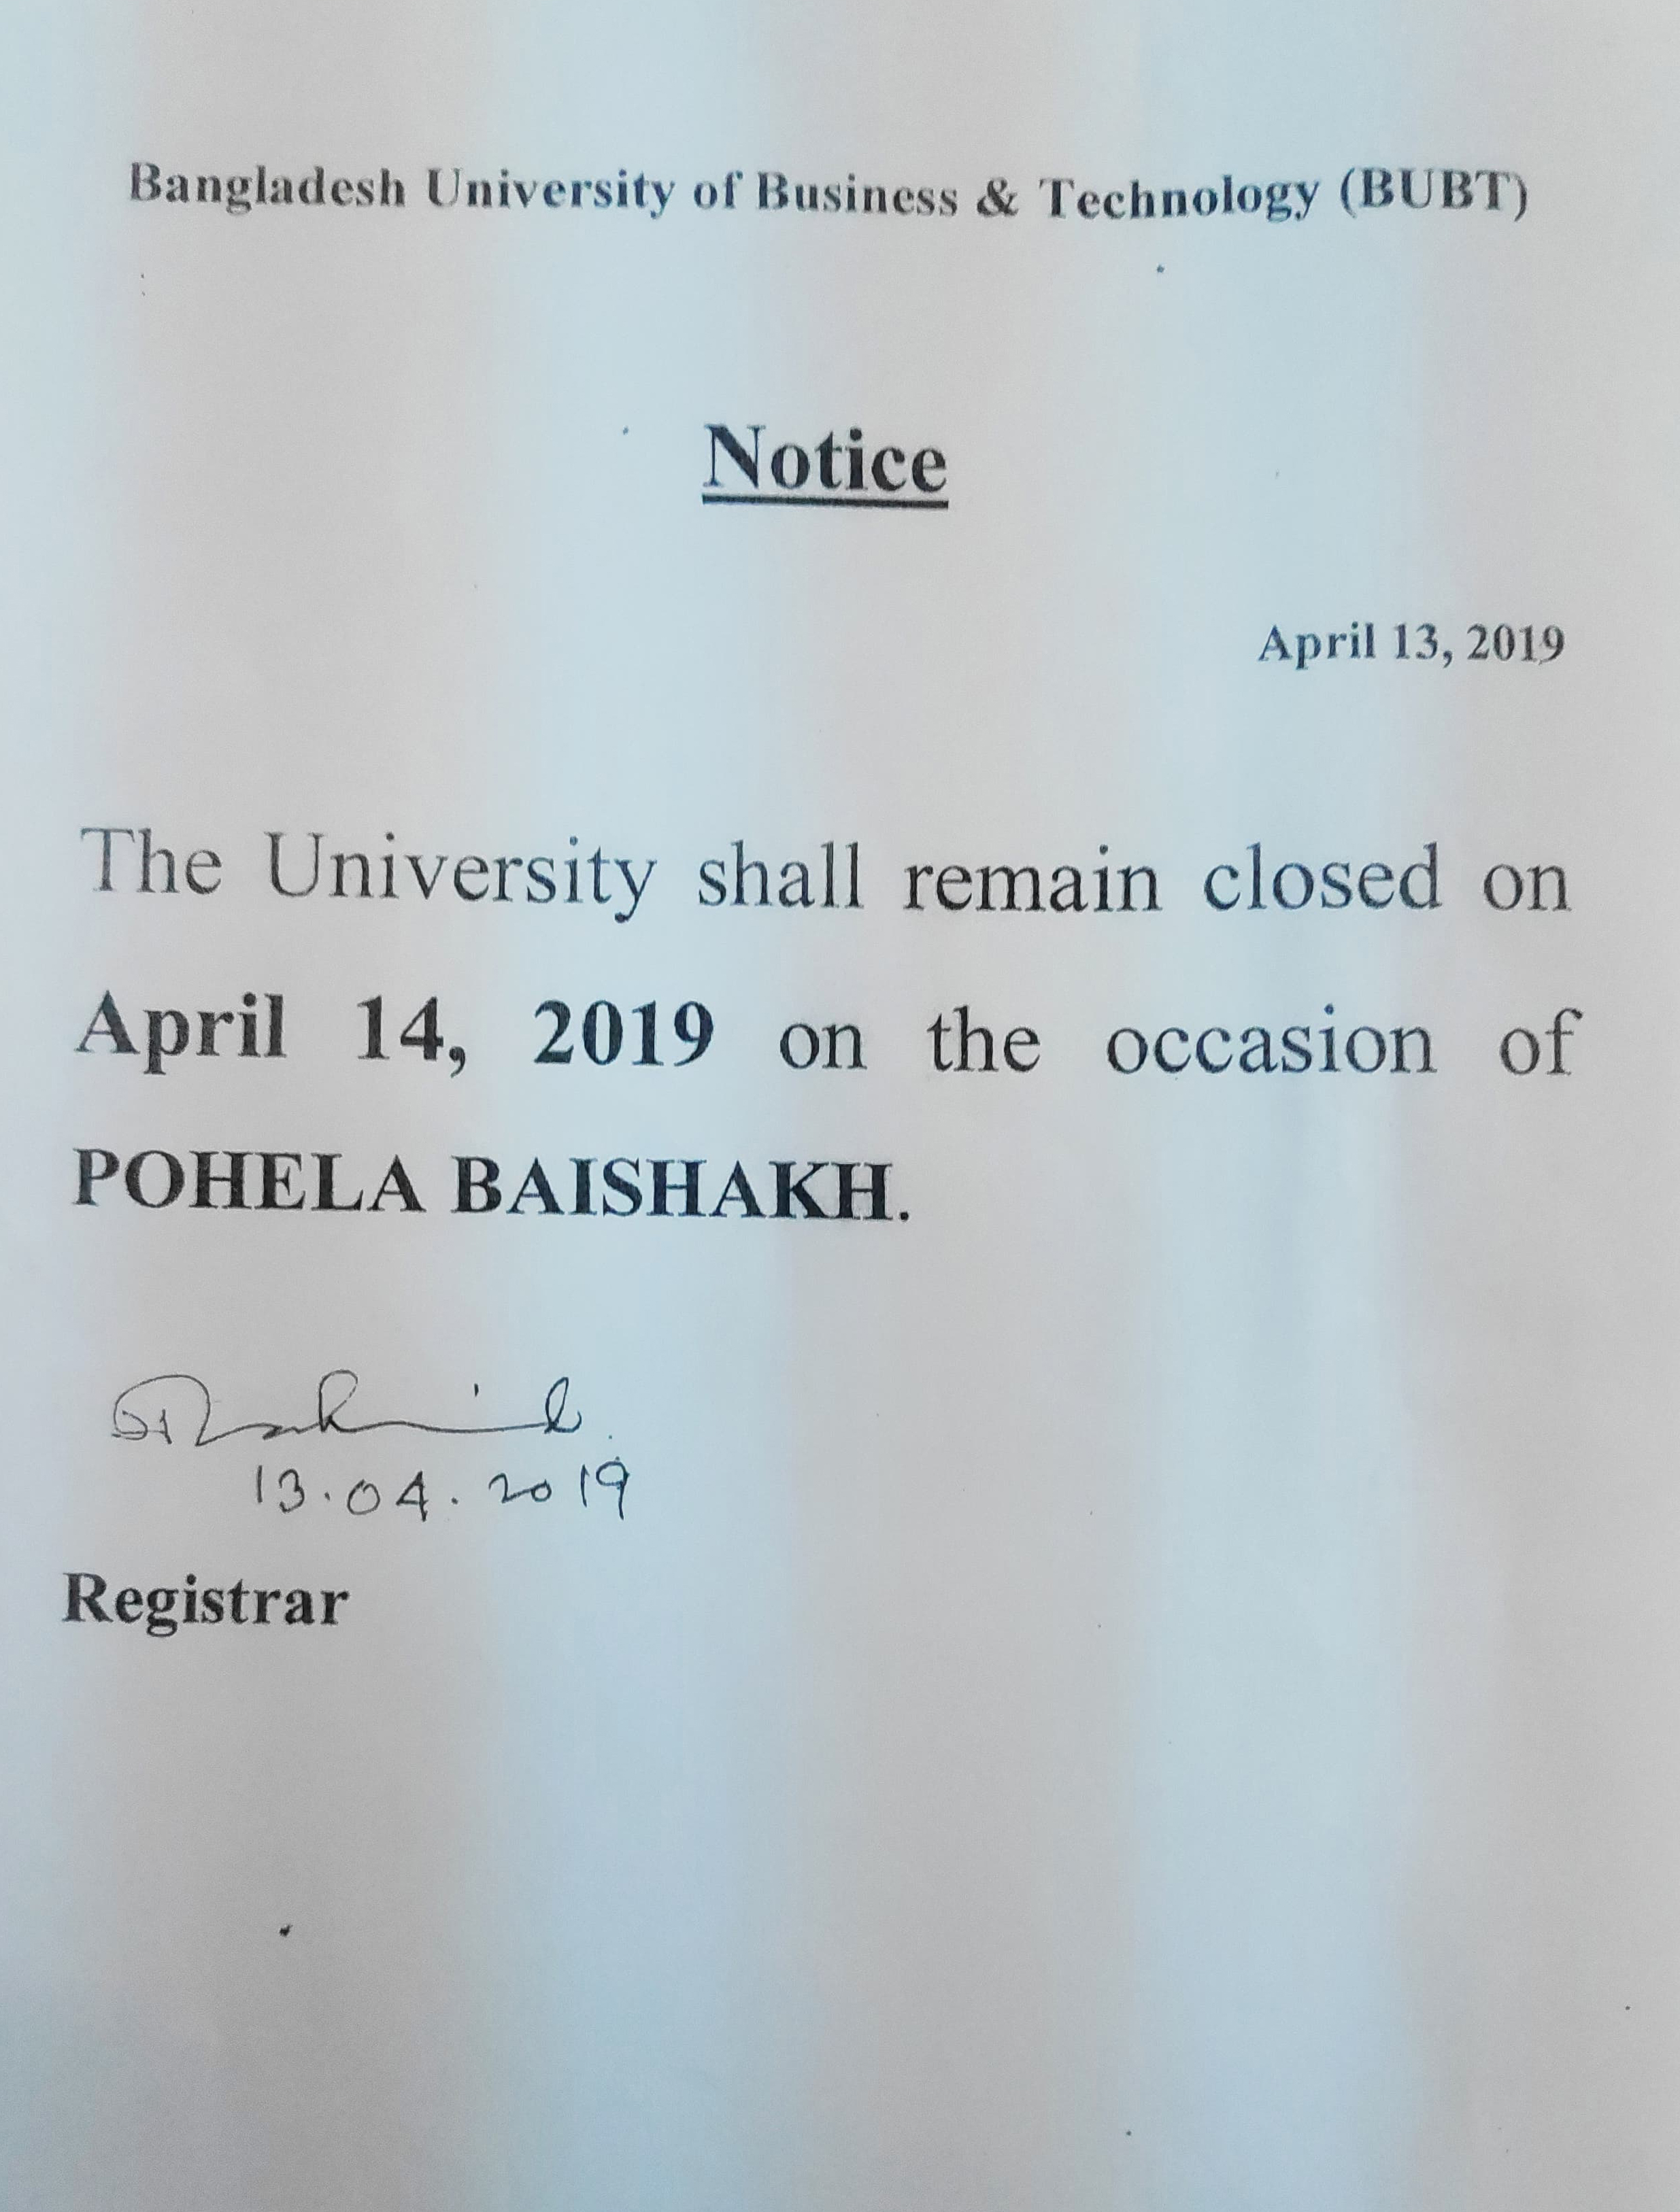 Bangladesh University of Business & Technology (BUBT)
Notice
April 13, 2019
The University shall remain closed on
April 14, 2019 on the occasion of
POHELA BAISHAKH.
13.04.2019
Registrar